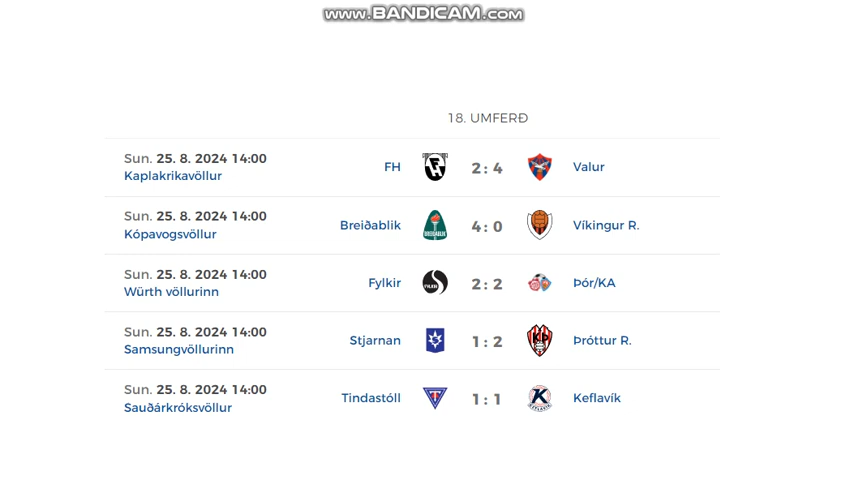 www.BANDICAM.com
18. UMFERÐ
Sun. 25. 8. 2024 14:00
Kaplakrikavöllur
FH 2 : 4 Valur
Sun. 25. 8. 2024 14:00
Kópavogsvöllur
Breiðablik BREIÐABLIK 4 : 0 Víkingur R.
Sun. 25. 8. 2024 14:00
Würth völlurinn
Fylkir FYLKIR 2 : 2 Þór/KA
Sun. 25. 8. 2024 14:00
Samsungvöllurinn
Stjarnan 1 : 2 Þróttur R.
Sun. 25. 8. 2024 14:00
Sauðárkróksvöllur
Tindastóll 1 : 1 K KEFLAVÍK Keflavík